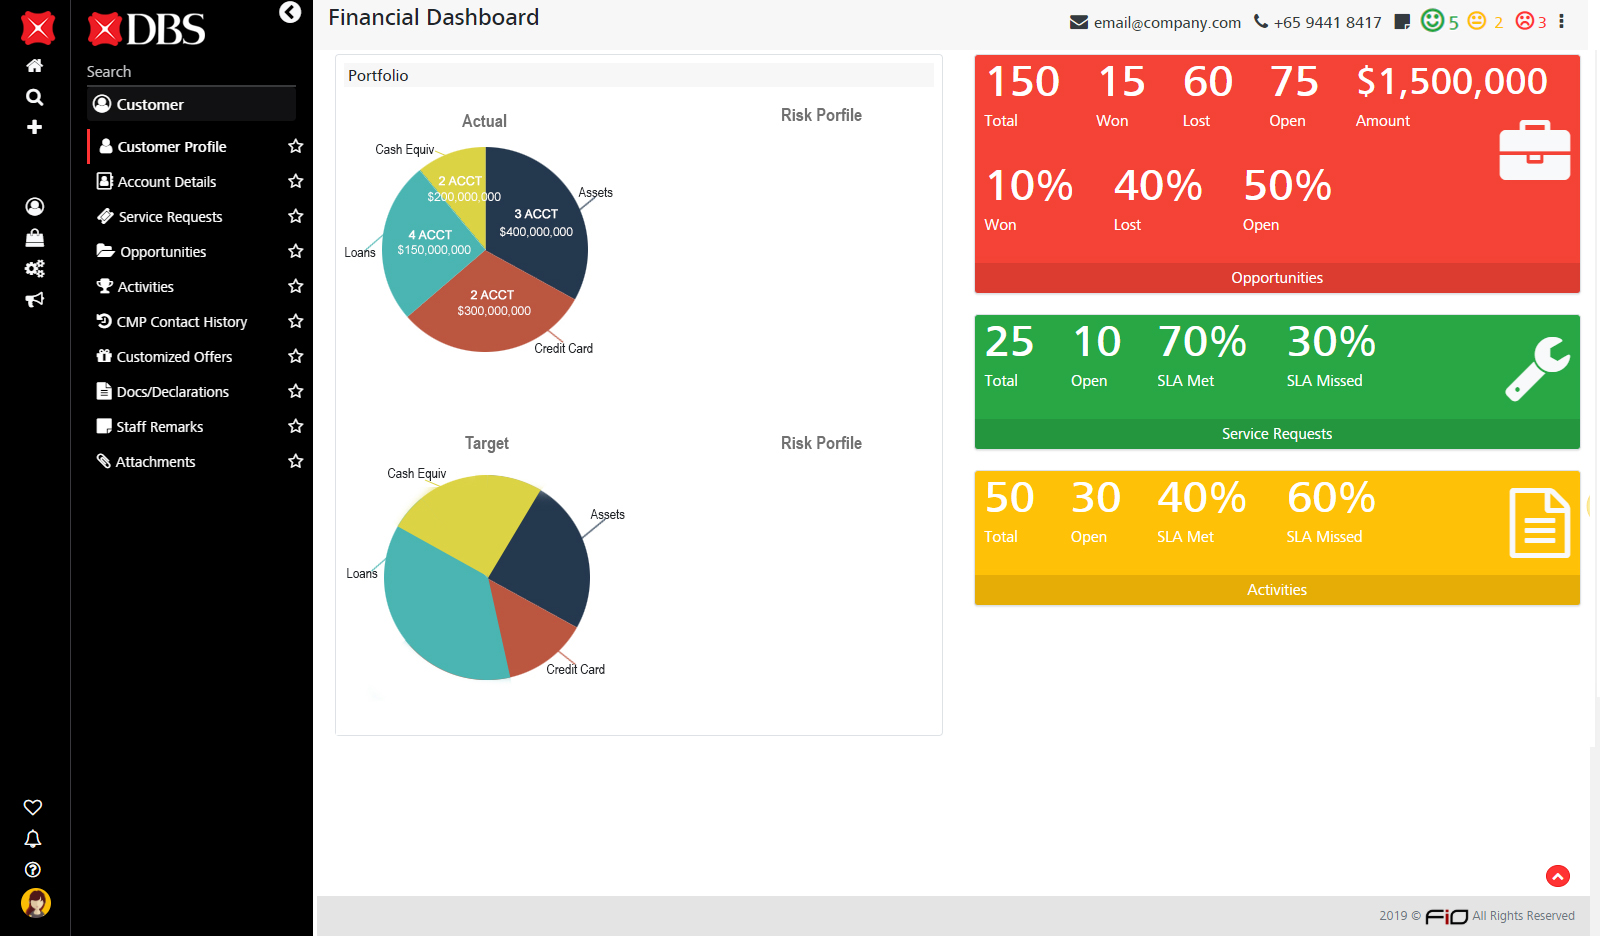 DBS
Search
Customer
Customer Profile
Account Details
Service Requests
Opportunities
Activities
CMP Contact History
Customized Offers
Docs/Declarations
Staff Remarks
Attachments
Financial Dashboard
email@company.com +65 9441 8417 5 2 3
Portfolio
Actual
Risk Porfile
Cash Equiv
2 ACCT
$200,000,000
Assets
3 ACCT
$400,000,000
4 ACCT
$150,000,000
Loans
2 ACCT
$300,000,000
Credit Card
Target
Risk Porfile
Cash Equiv
Assets
Loans
Credit Card
150 15 60 75 $1,500,000
Total Won Lost Open Amount
10% 40% 50%
Won Lost Open
Opportunities
25 10 70% 30%
Total Open SLA Met SLA Missed
Service Requests
50 30 40% 60%
Total Open SLA Met SLA Missed
Activities
2019 © FiO All Rights Reserved